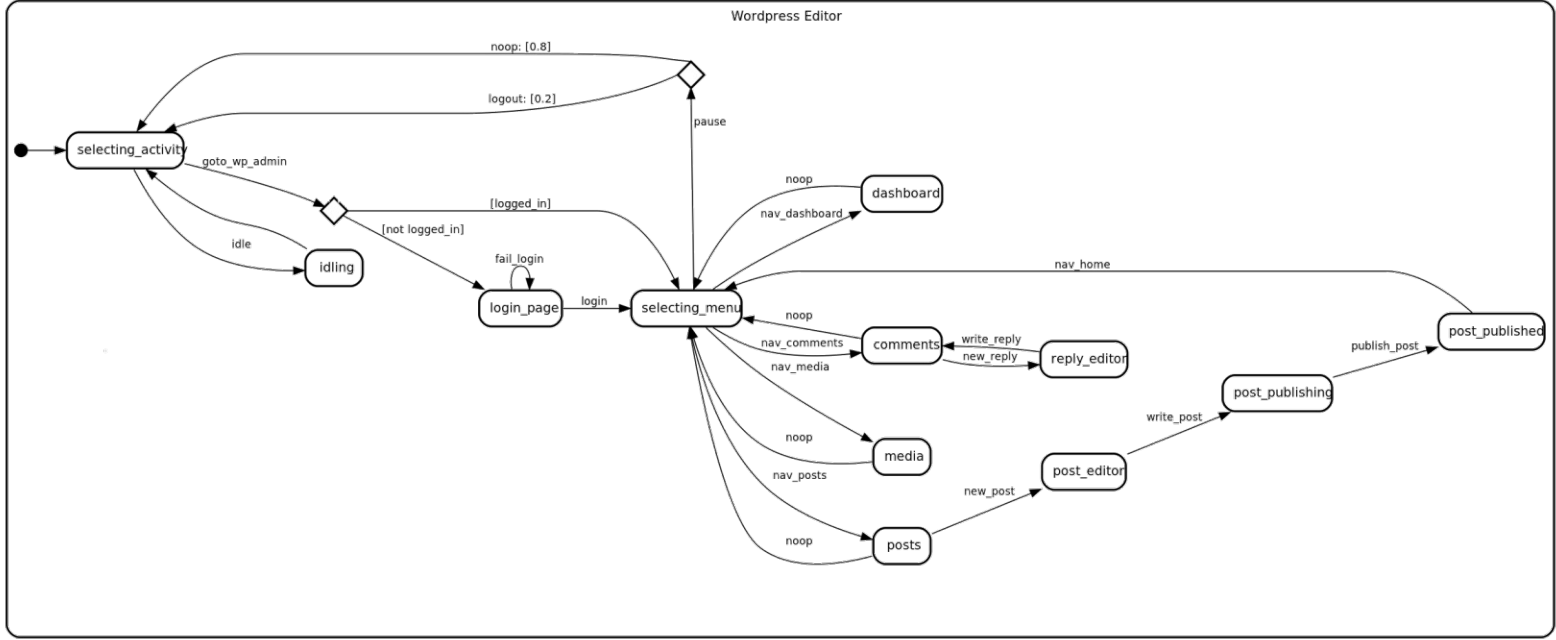 Wordpress Editor
noop: [0.8]
logout: [0.2]
pause
selecting_activity
goto_wp_admin
noop
dashboard
[logged_in]
nav_dashboard
[not logged_in]
idle
idling
fail_login
nav_home
login_page
login
selecting_menu
noop
post_published
nav_comments
comments
write_reply
new_reply
reply_editor
publish_post
nav_media
post_publishing
write_post
noop
media
nav_posts
post_editor
new_post
noop
posts